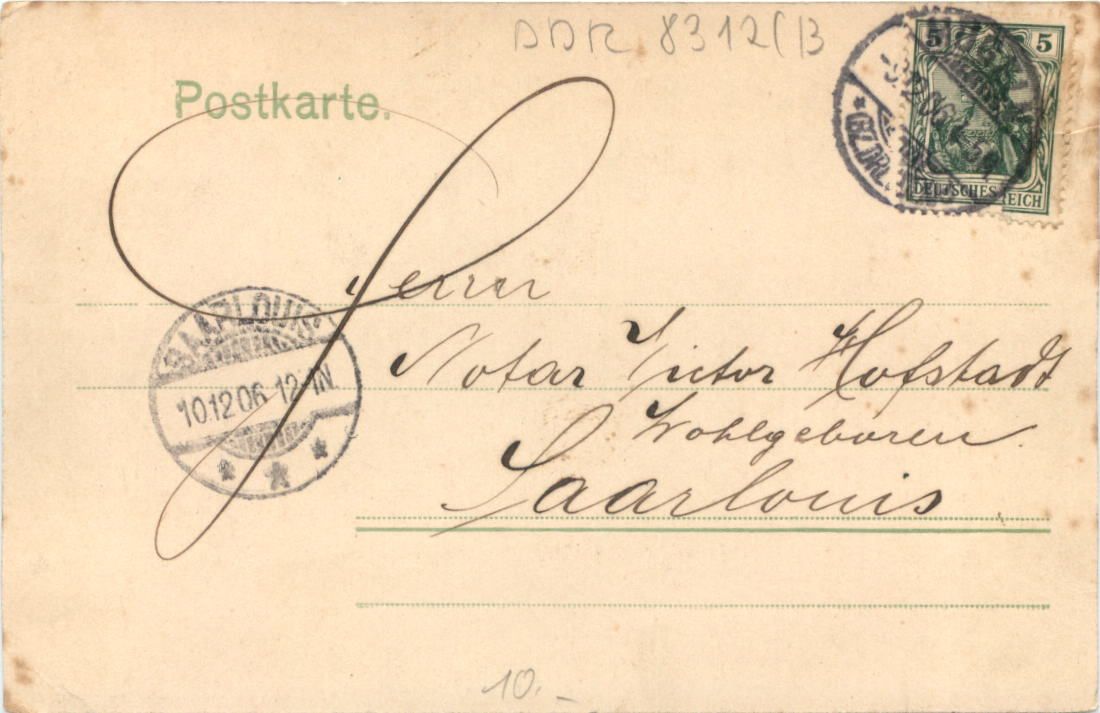 DDR 8312(B
Postkarte.
5 5
DEUTSCHES REICH
Herrn
Notar Victor Hofstadt
Wohlgeboren
Saarlouis
SAARLOUIS
10.12.06. 12-1N.
10.-